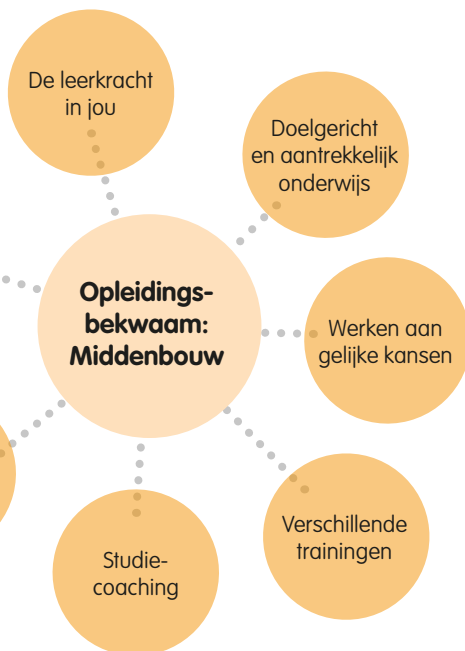 De leerkracht
in jou
Doelgericht
en aantrekkelijk
onderwijs
Opleidings-
bekwaam:
Middenbouw
Werken aan
gelijke kansen
Verschillende
trainingen
Studie-
coaching